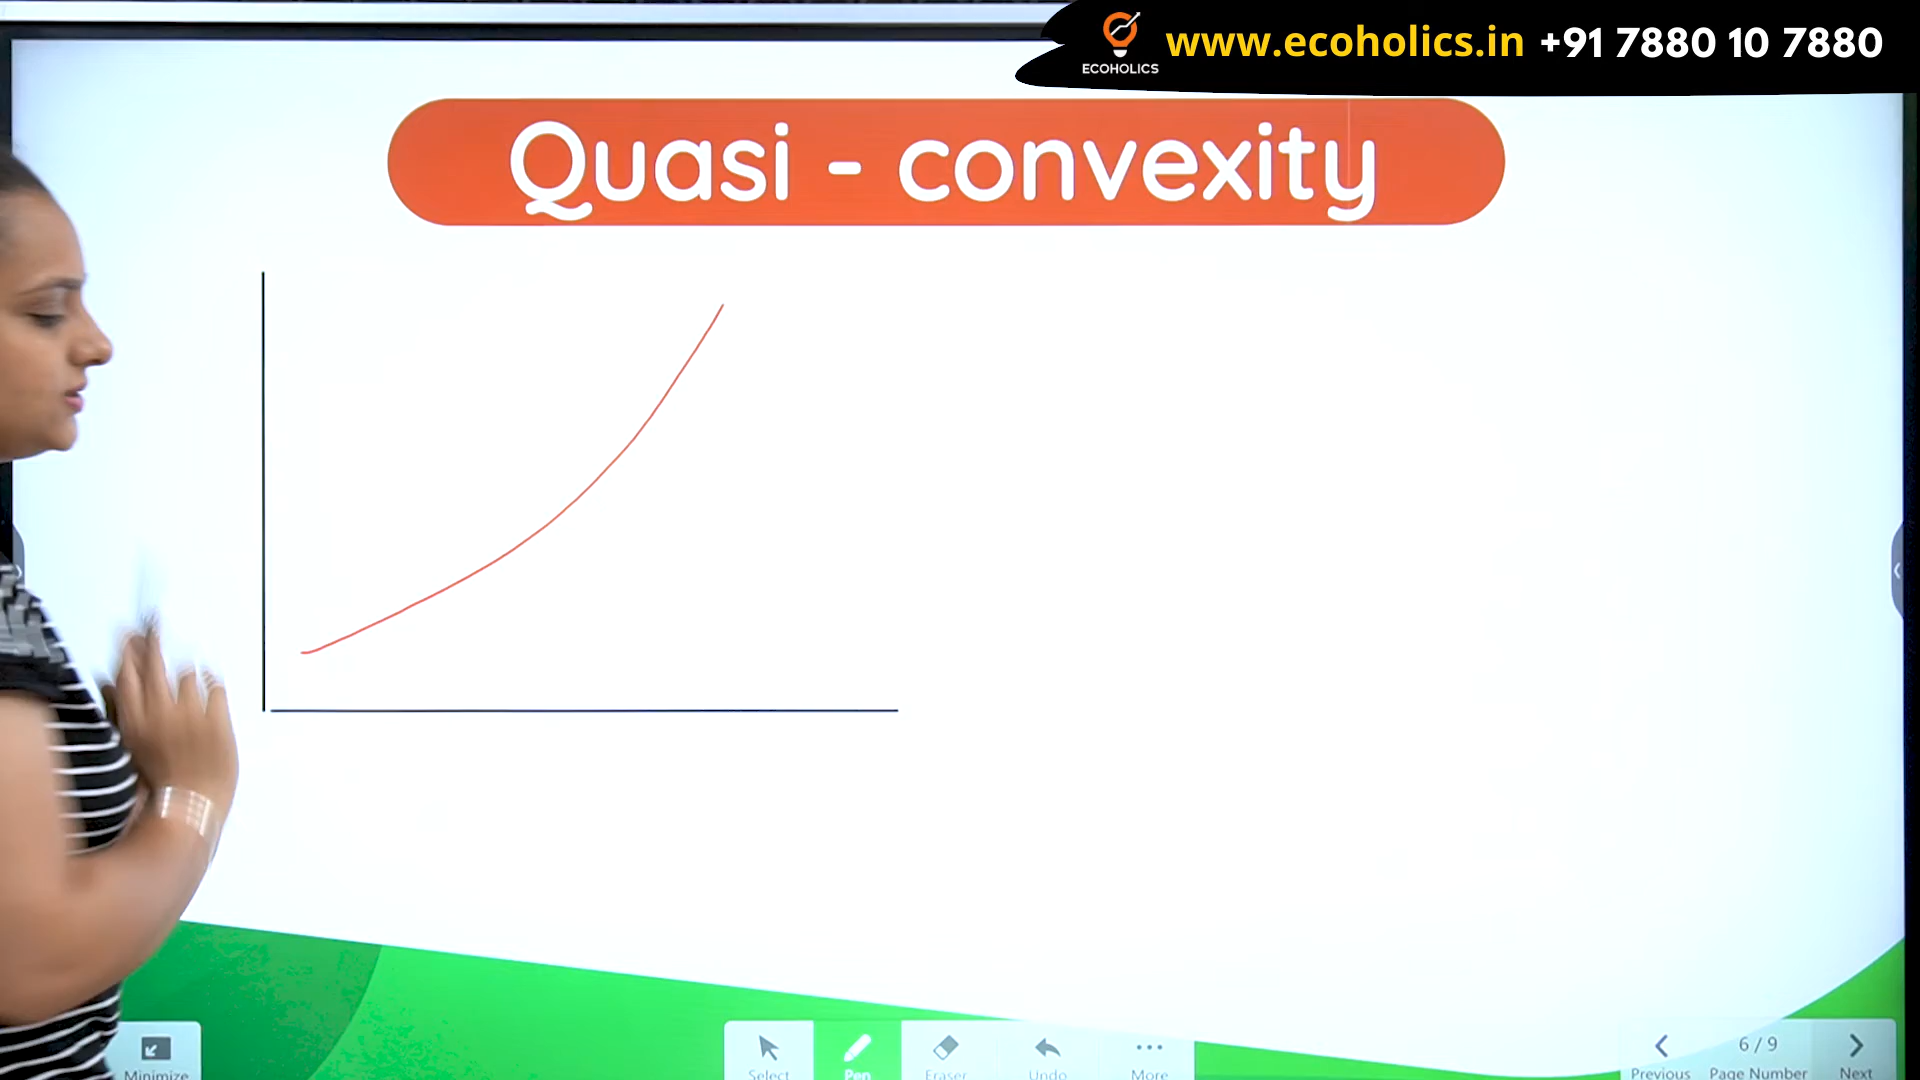 www.ecoholics.in +91 7880 10 7880
ECOHOLICS
Quasi - convexity
Minimize
Select
Pen
Eraser
Undo
More
6 / 9
Previous
Page Number
Next